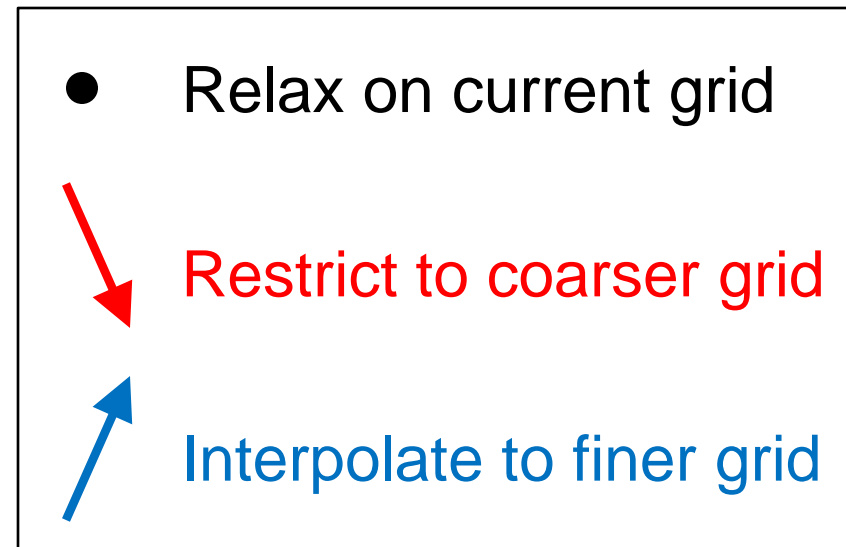 Relax on current grid
Restrict to coarser grid
Interpolate to finer grid